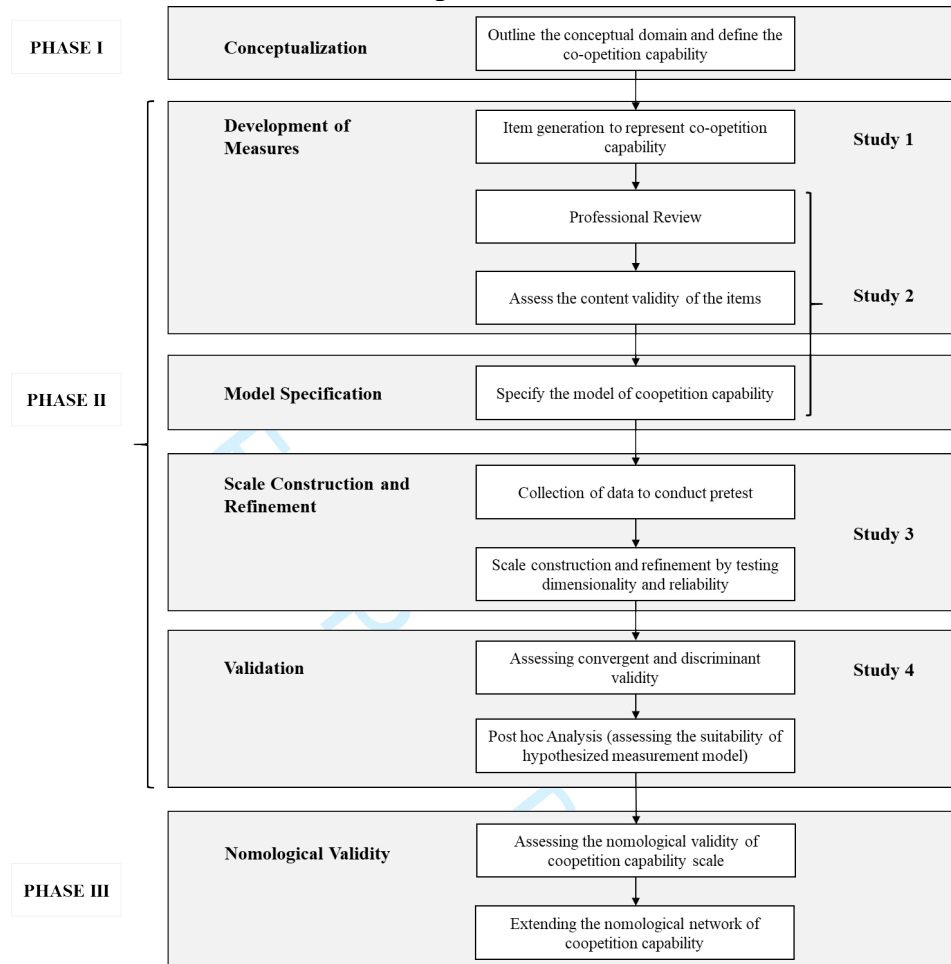 PHASE I
Conceptualization
Outline the conceptual domain and define the
co-opetition capability
Development of
Measures
Item generation to represent co-opetition
capability
Study 1
Professional Review
Assess the content validity of the items
Study 2
PHASE II
Model Specification
Specify the model of coopetition capability
Scale Construction and
Refinement
Collection of data to conduct pretest
Study 3
Scale construction and refinement by testing
dimensionality and reliability
Validation
Assessing convergent and discriminant
validity
Study 4
Post hoc Analysis (assessing the suitability of
hypothesized measurement model)
Nomological Validity
Assessing the nomological validity of
coopetition capability scale
PHASE III
Extending the nomological network of
coopetition capability